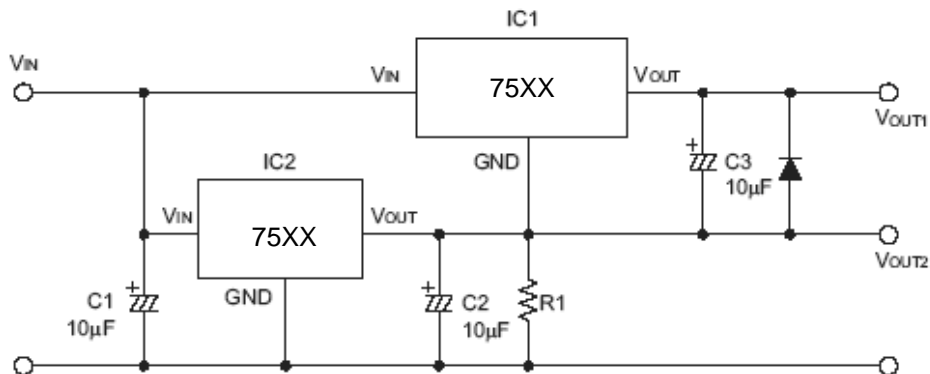 IC1
VIN
VIN
75XX
VOUT
VOUT1
GND
C3
10μF
IC2
VIN
75XX
VOUT
VOUT2
GND
C1
10μF
C2
10μF
R1
+
+
+